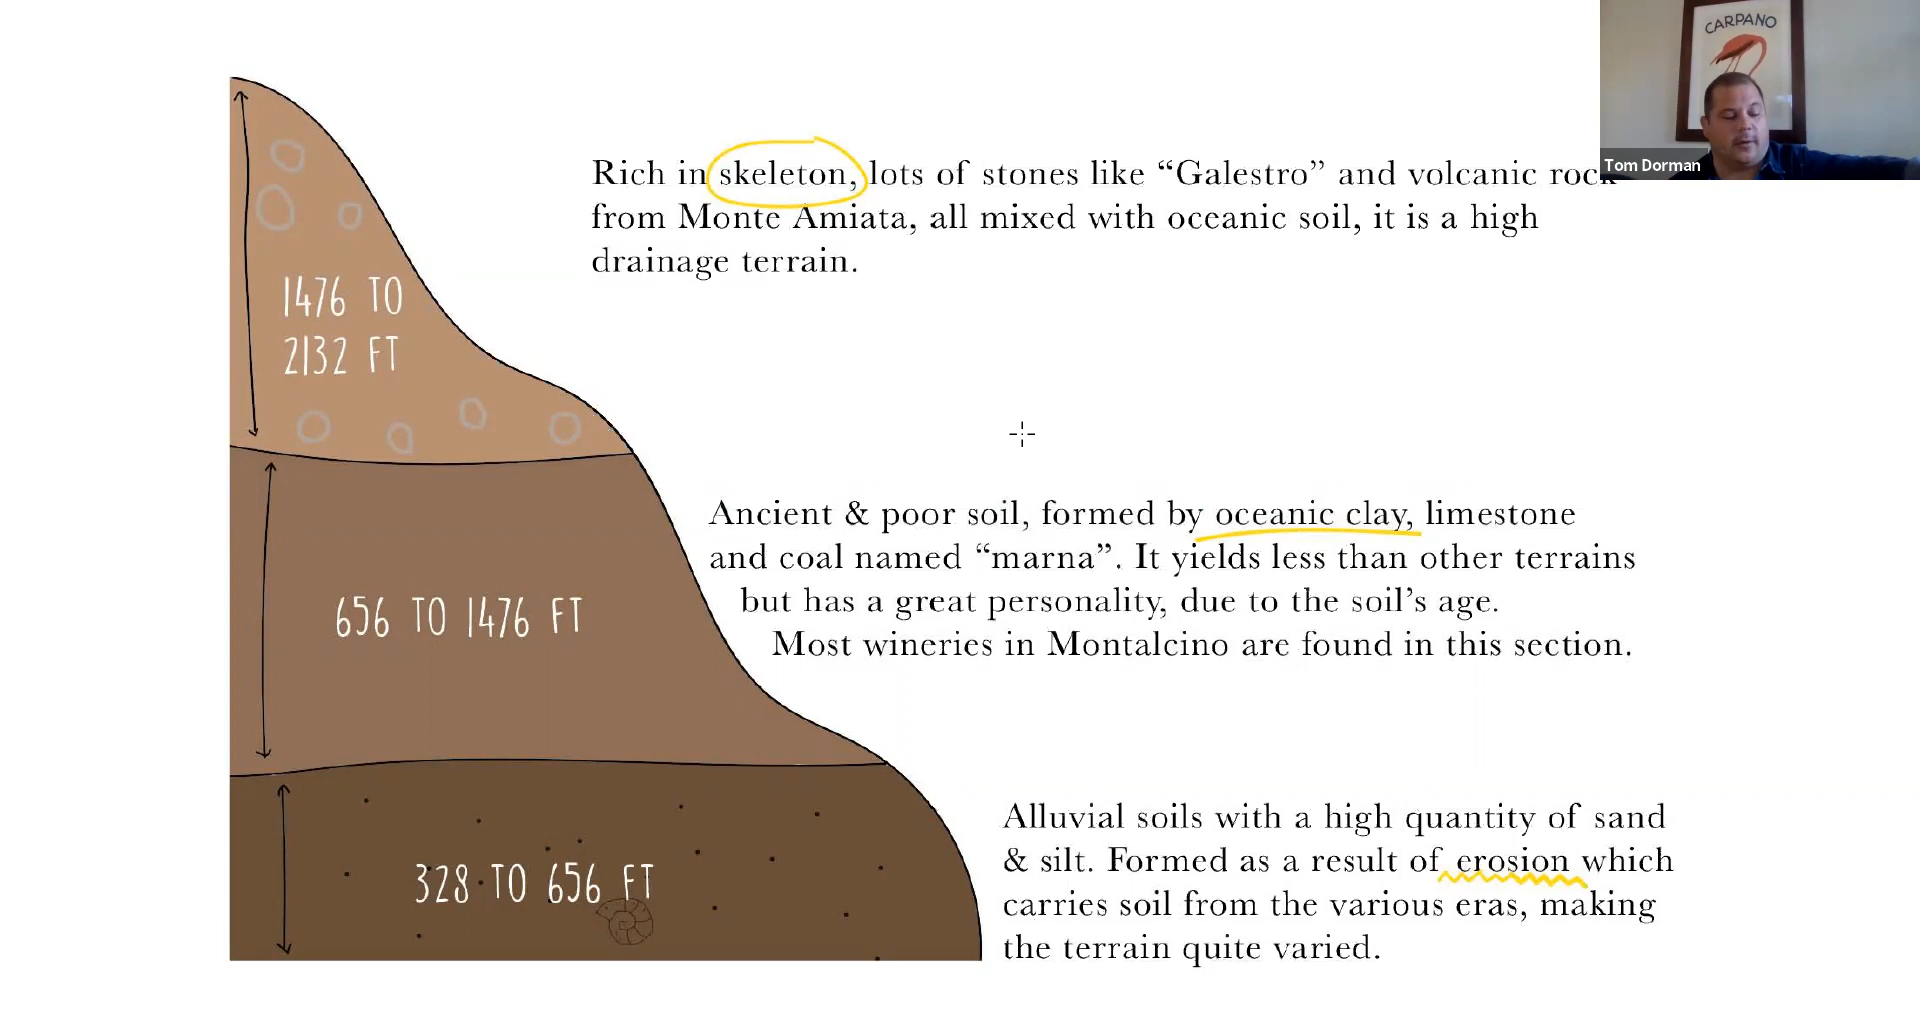 CARPANO
Tom Dorman
Rich in skeleton, lots of stones like “Galestro” and volcanic rock
from Monte Amiata, all mixed with oceanic soil, it is a high
drainage terrain.
1476 TO
2132 FT
Ancient & poor soil, formed by oceanic clay, limestone
and coal named “marna”. It yields less than other terrains
but has a great personality, due to the soil’s age.
Most wineries in Montalcino are found in this section.
656 TO 1476 FT
Alluvial soils with a high quantity of sand
& silt. Formed as a result of erosion which
carries soil from the various eras, making
the terrain quite varied.
328 TO 656 FT